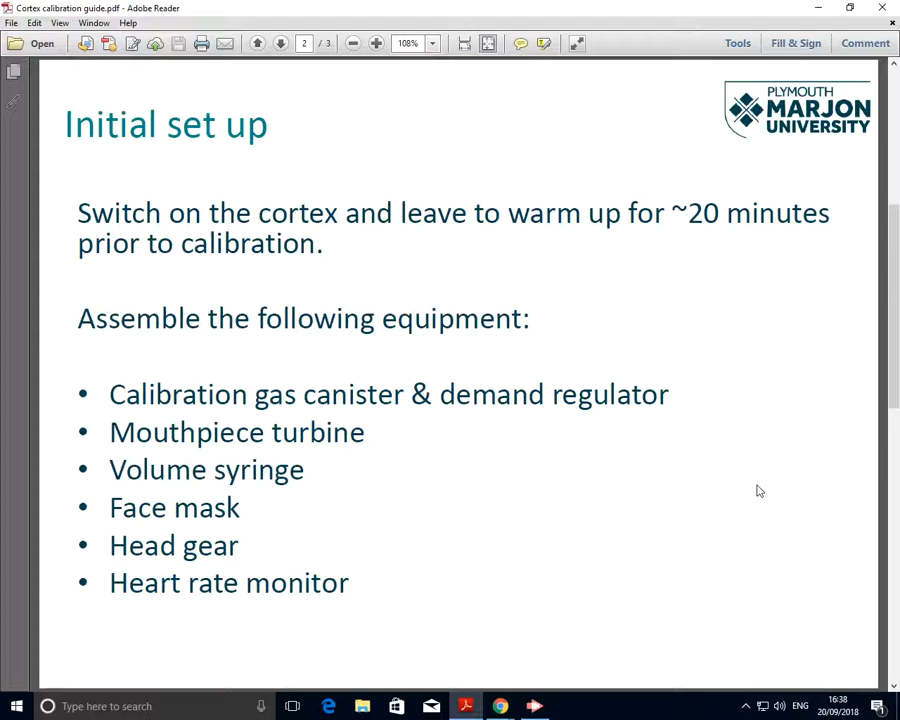 Cortex calibration guide.pdf - Adobe Reader
File Edit View Window Help
Open 2 / 3 108% Tools Fill & Sign Comment
Initial set up
PLYMOUTH
MARJON
UNIVERSITY
Switch on the cortex and leave to warm up for ~20 minutes
prior to calibration.
Assemble the following equipment:
• Calibration gas canister & demand regulator
• Mouthpiece turbine
• Volume syringe
• Face mask
• Head gear
• Heart rate monitor
Type here to search
ENG
16:38
20/09/2018
1